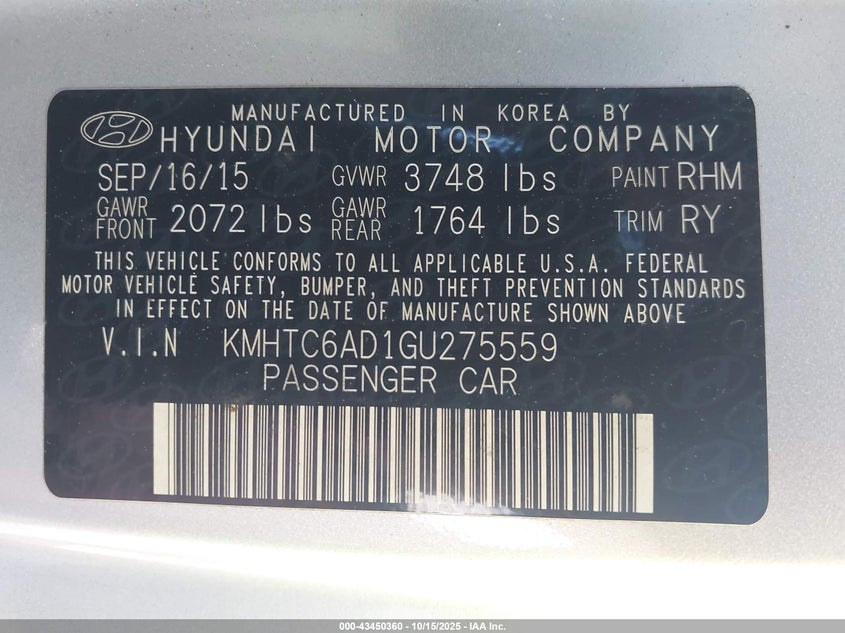 MANUFACTURED IN KOREA BY
HYUNDAI MOTOR COMPANY
SEP/16/15 GVWR 3748 lbs PAINT RHM
GAWR FRONT 2072 lbs GAWR REAR 1764 lbs TRIM RY
THIS VEHICLE CONFORMS TO ALL APPLICABLE U.S.A. FEDERAL
MOTOR VEHICLE SAFETY, BUMPER, AND THEFT PREVENTION STANDARDS
IN EFFECT ON THE DATE OF MANUFACTURE SHOWN ABOVE
V.I.N KMHTC6AD1GU275559
PASSENGER CAR
000-43450360 - 10/15/2025 - IAA Inc.